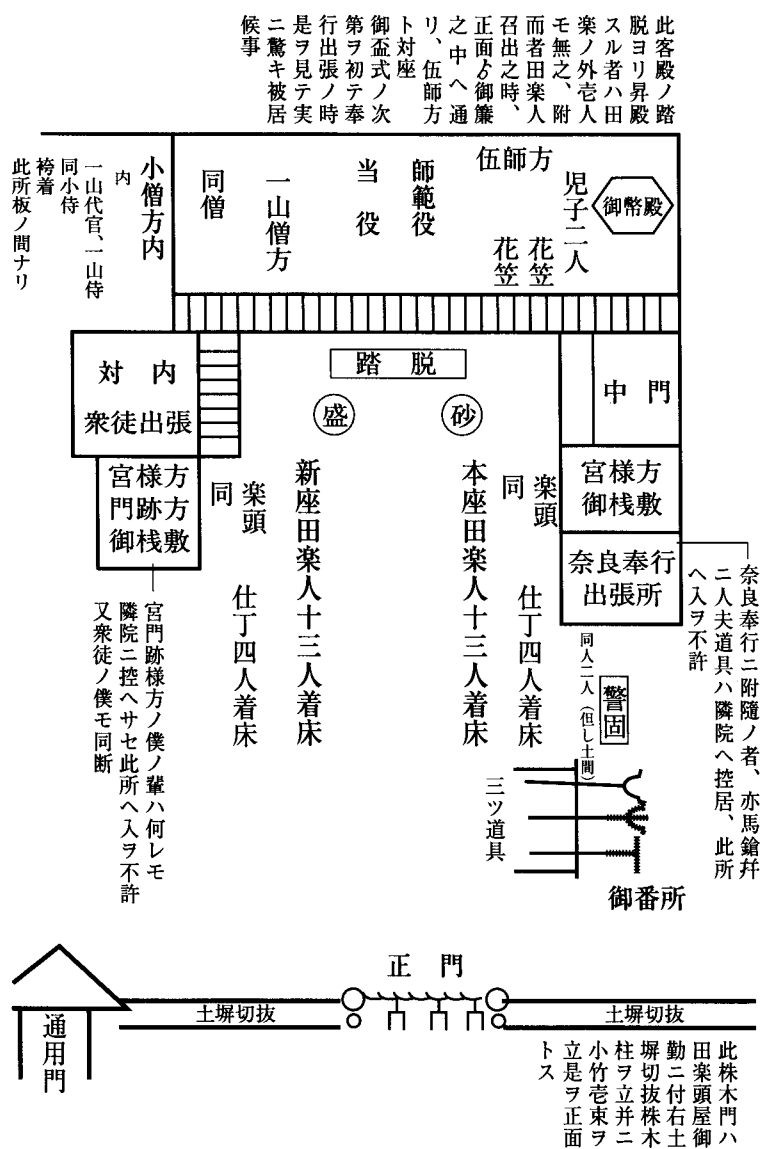 此客殿ノ踏
脱ヨリ昇殿
スル者ハ田
楽ノ外壱人
モ無之、附
而者田楽人
召出之時、
正面ゟ御簾
之中ヘ通
リ、伍師方
ト対座
御盃式ノ次
第ヲ初テ奉
行出張ノ時
是ヲ見テ実
ニ驚キ被居
候事
御幣殿
児子二人
伍師方
花笠
花笠
師範役
当役
一山僧方
同僧
小僧方内
内
一山代官、一山侍
同小侍
袴着
此所板ノ間ナリ
踏脱
盛
砂
中門
宮様方
御桟敷
奈良奉行
出張所
対内
衆徒出張
宮様方
門跡方
御桟敷
楽頭
同
仕丁四人着床
本座田楽人十三人着床
新座田楽人十三人着床
楽頭
同
仕丁四人着床
奈良奉行ニ附随ノ者、亦馬鎗幷
ニ人夫道具ハ隣院ヘ控居、此所
ヘ入ヲ不許
宮門跡様方ノ僕ノ輩ハ何レモ
隣院ニ控ヘサセ此所ヘ入ヲ不許
又衆徒ノ僕モ同断
警固
同人二人（但し土間）
三ツ道具
御番所
正門
土塀切抜
土塀切抜
通用門
此株木門ハ
田楽頭屋御
勤ニ付右土
塀切抜株木
柱ヲ立并ニ
小竹壱束ヲ
立是ヲ正面
トス